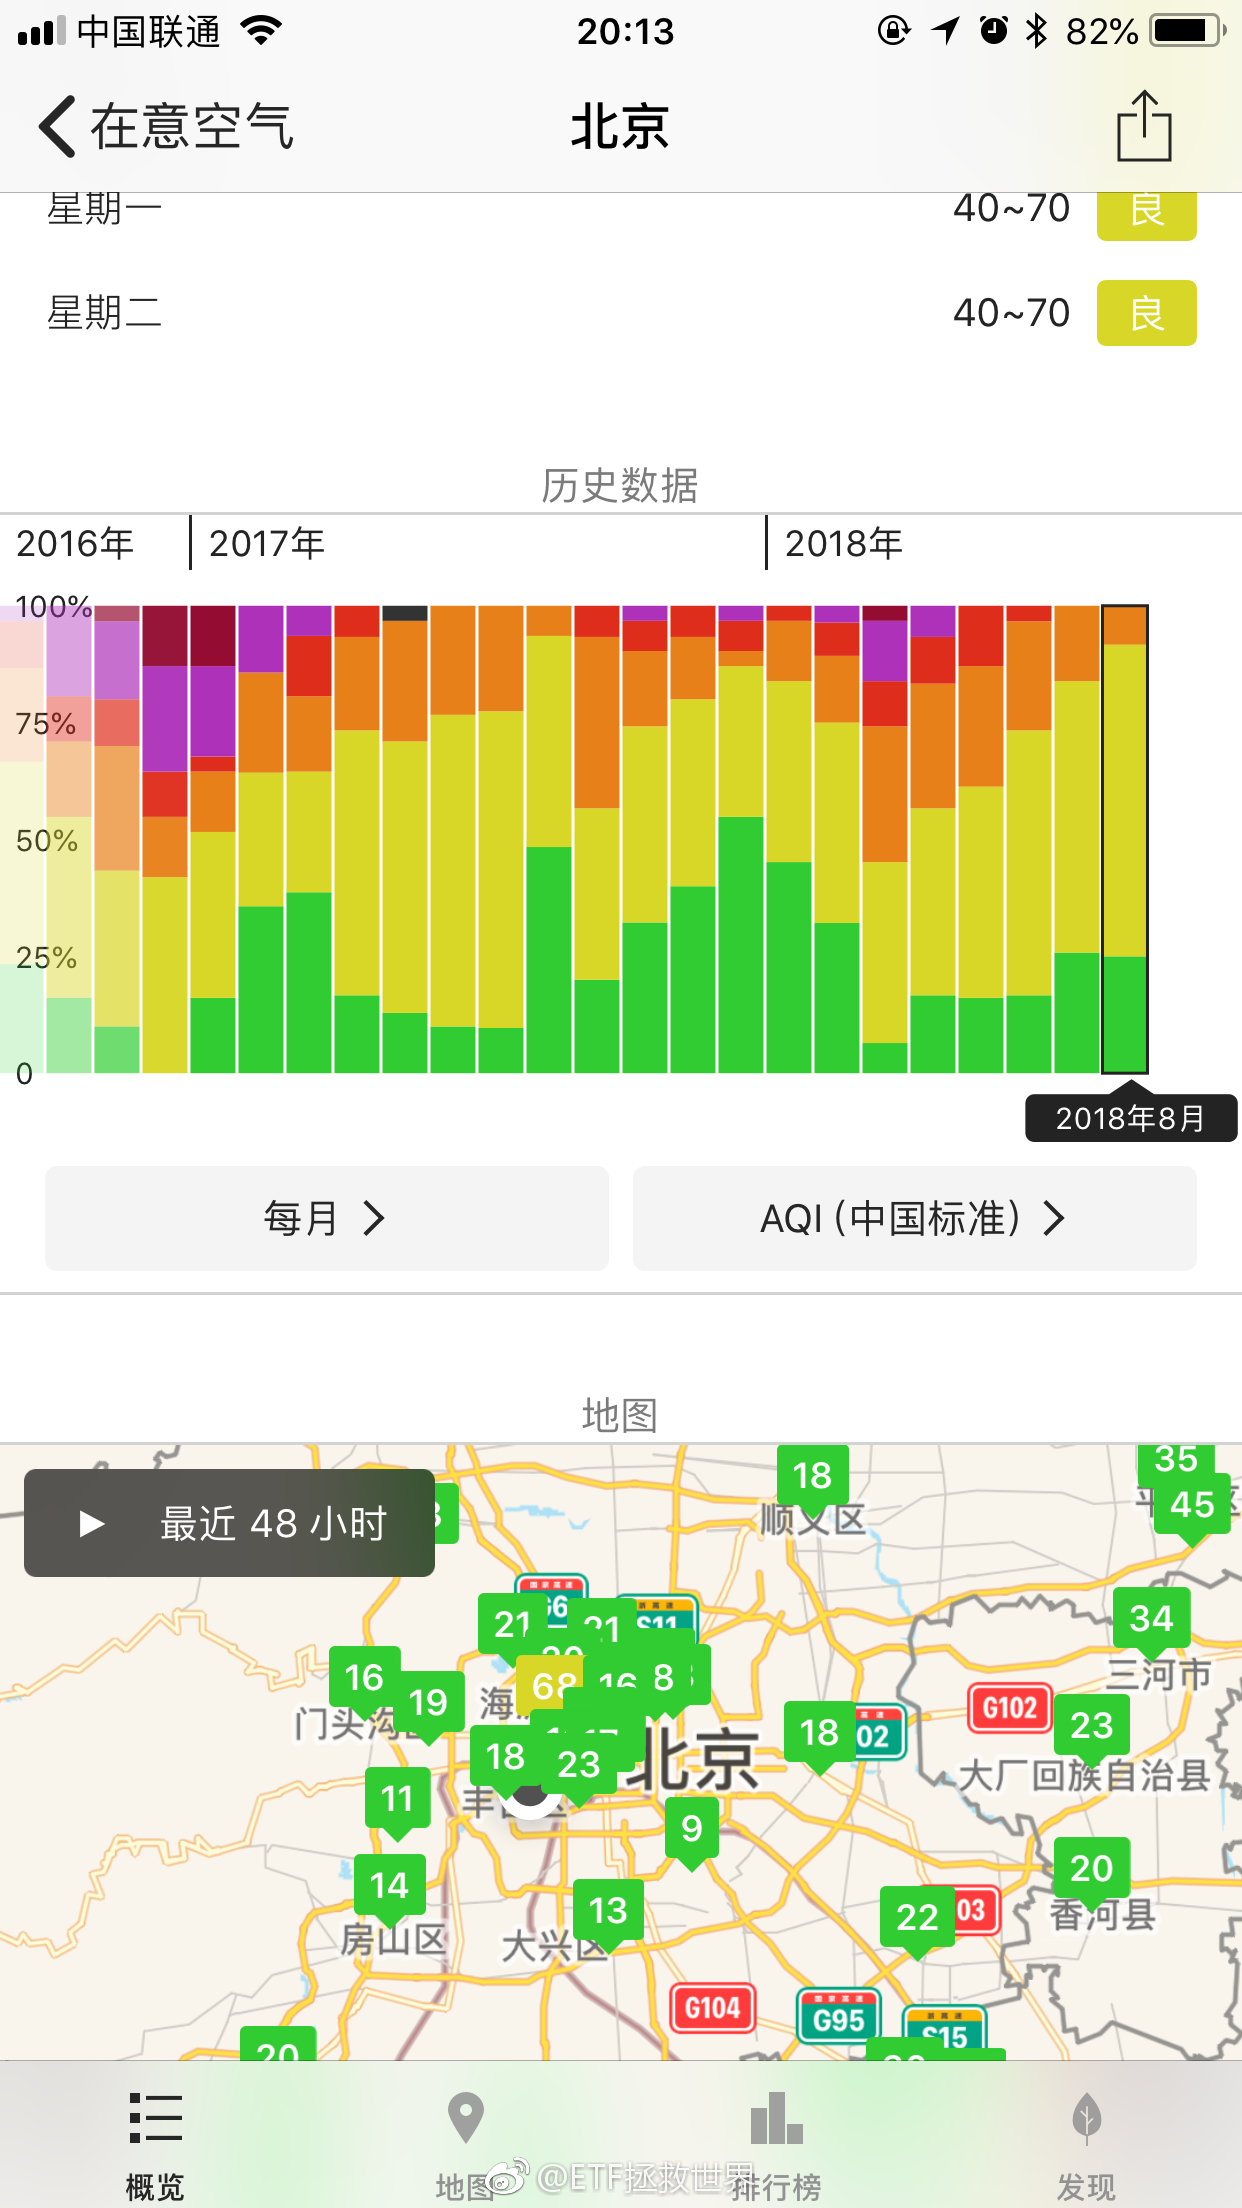 中国联通 20:13 82%
在意空气 北京
星期一 40~70 良
星期二 40~70 良
历史数据
2016年 2017年 2018年
100%
75%
50%
25%
0
2018年8月
每月 AQI (中国标准)
地图
最近 48 小时
18
35
45
顺义区
21
21
S11
34
三河市
16
19
68
16
8
海
门头沟
G102
23
18
02
北京
18
23
大厂回族自治县
11
丰
9
20
香河县
14
13
22
03
房山区
大兴区
G104
国家高速
G95
S15
20
概览 地图 排行榜 发现
@ETF拯救世界